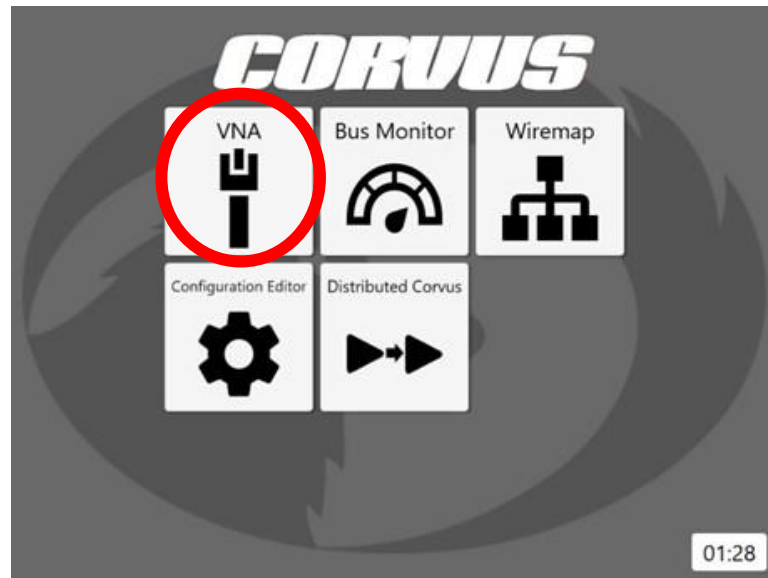 CORVUS
VNA
Bus Monitor
Wiremap
Configuration Editor
Distributed Corvus
01:28